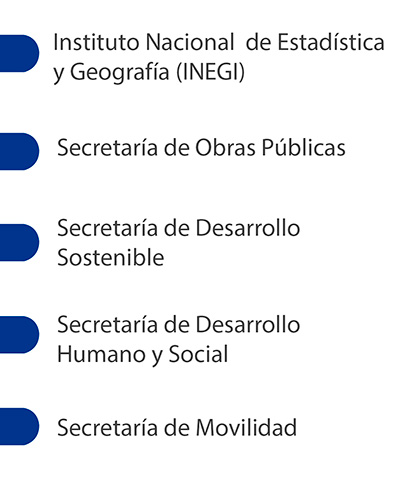 Instituto Nacional  de Estadística
y Geografía (INEGI)
Secretaría de Obras Públicas
Secretaría de Desarrollo
Sostenible
Secretaría de Desarrollo
Humano y Social
Secretaría de Movilidad